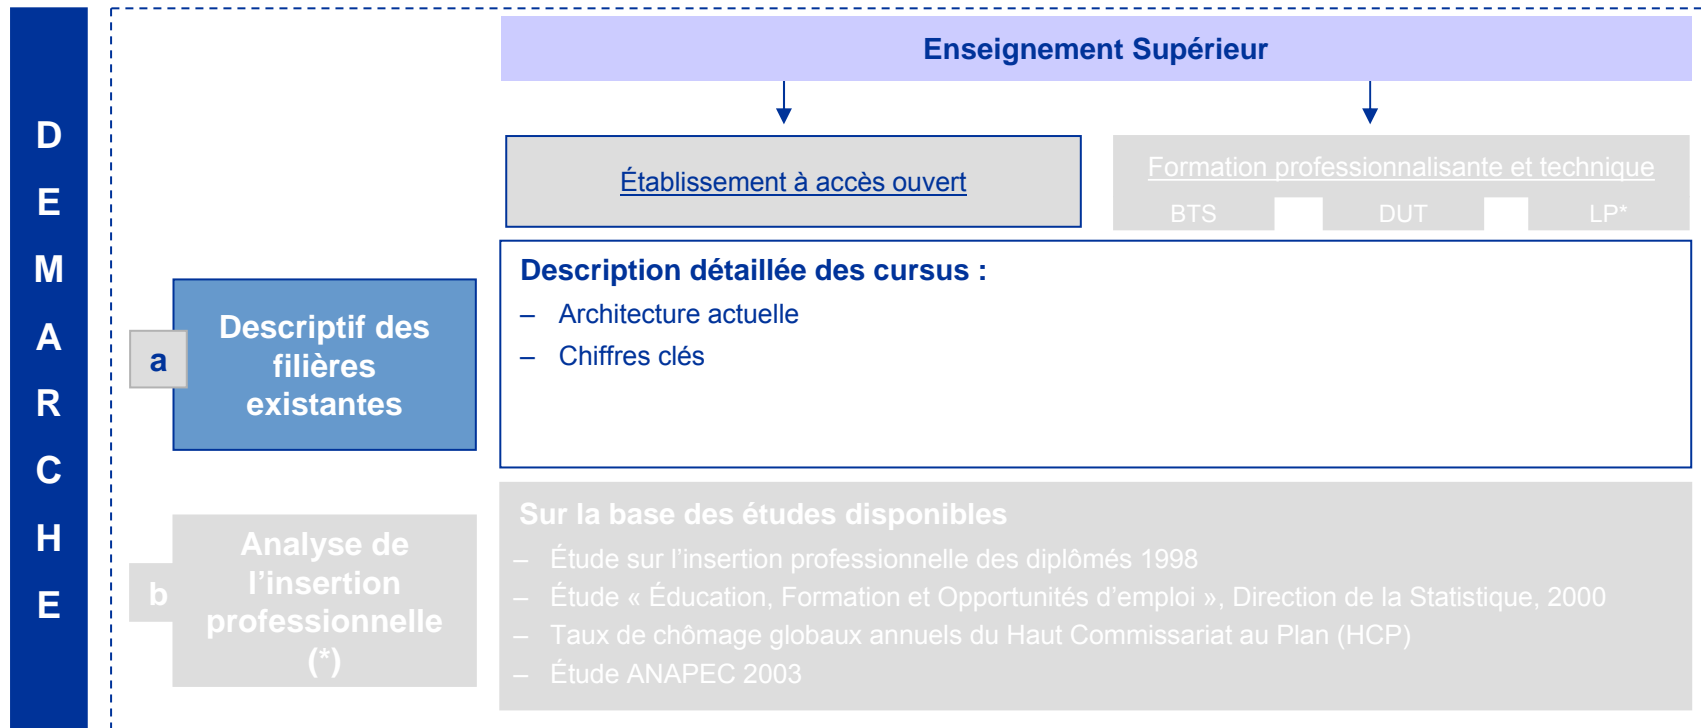 DEMARCHE
Enseignement Supérieur
Établissement à accès ouvert
Formation professionnalisante et technique
BTS
DUT
LP*
a
Descriptif des
filières
existantes
Description détaillée des cursus :
– Architecture actuelle
– Chiffres clés
b
Analyse de
l’insertion
professionnelle
(*)
Sur la base des études disponibles
– Étude sur l’insertion professionnelle des diplômés 1998
– Étude « Éducation, Formation et Opportunités d’emploi », Direction de la Statistique, 2000
– Taux de chômage globaux annuels du Haut Commissariat au Plan (HCP)
– Étude ANAPEC 2003